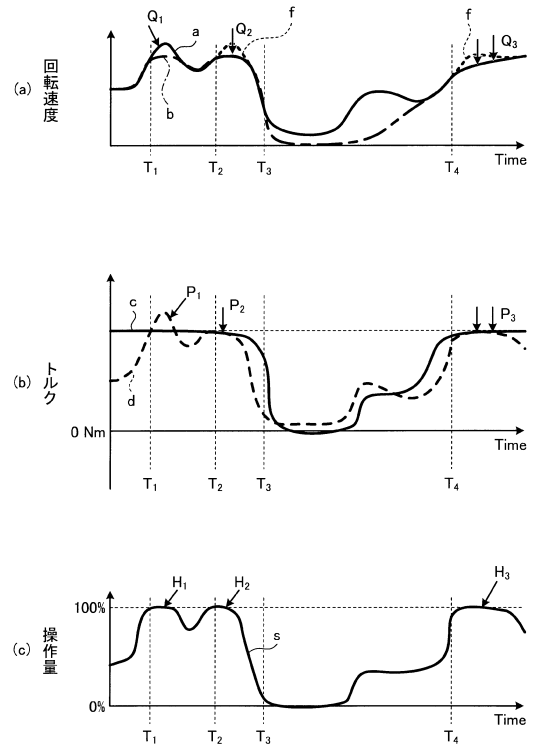 Q₁ a Q₂ f f Q₃
(a) 回転速度
b
Time
T₁ T₂ T₃ T₄
c P₁ P₂ P₃
(b) トルク
d
0 Nm
Time
T₁ T₂ T₃ T₄
H₁ H₂ H₃
100%
(c) 操作量
s
0%
Time
T₁ T₂ T₃ T₄